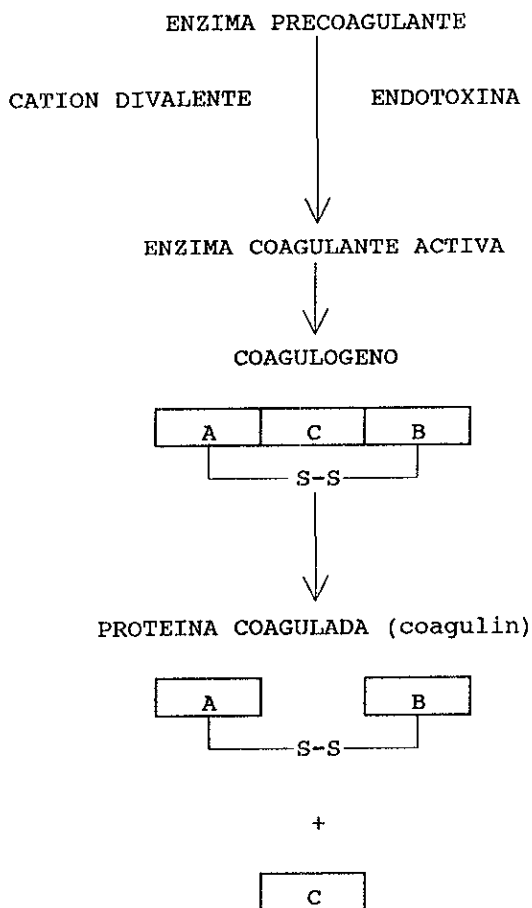 ENZIMA PRECOAGULANTE
CATION DIVALENTE ENDOTOXINA
ENZIMA COAGULANTE ACTIVA
COAGULOGENO
A C B
S-S
PROTEINA COAGULADA (coagulin)
A B
S-S
+
C